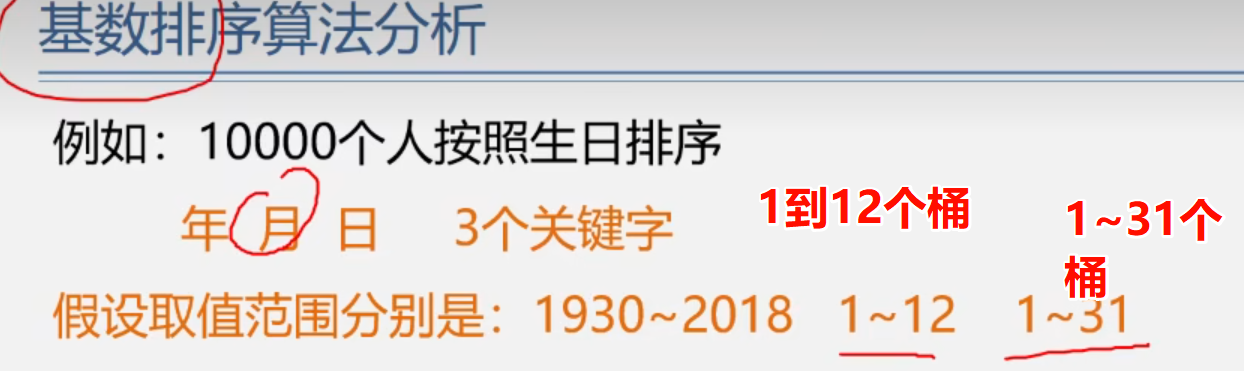 基数排序算法分析
例如：10000个人按照生日排序
年 月 日 3个关键字
1到12个桶
1~31个
桶
假设取值范围分别是：1930~2018 1~12 1~31